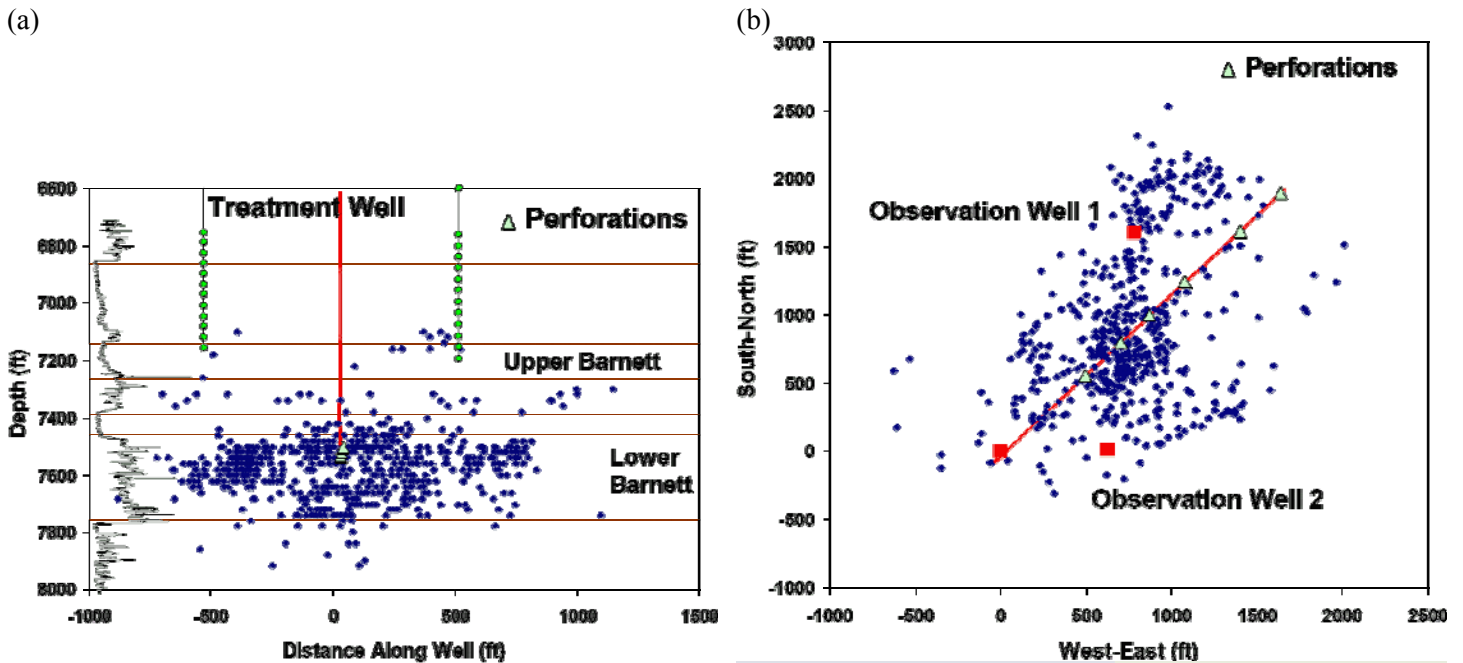 (a)
6600
6800
7000
7200
7400
7600
7800
8000
Depth (ft)
Treatment Well
Perforations
Upper Barnett
Lower
Barnett
-1000
-500
0
500
1000
1500
Distance Along Well (ft)
(b)
3000
2500
2000
1500
1000
500
0
-500
-1000
South-North (ft)
Perforations
Observation Well 1
Observation Well 2
-1000
-500
0
500
1000
1500
2000
2500
West-East (ft)